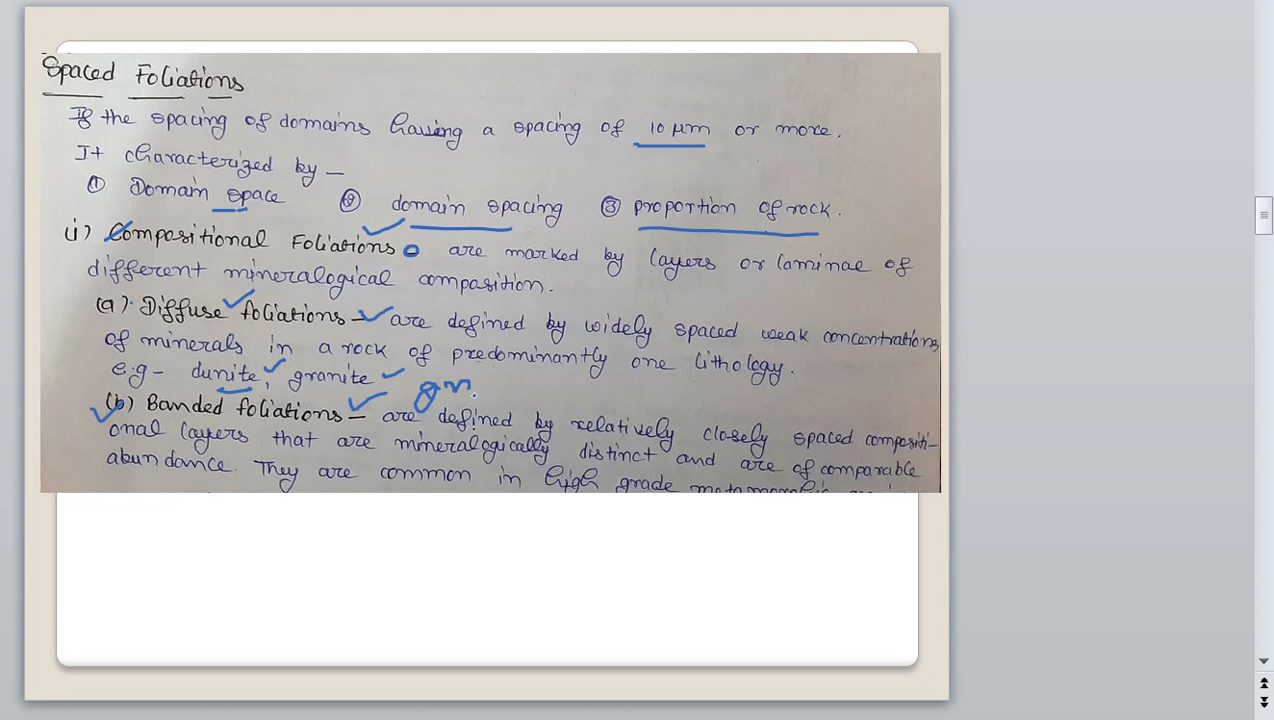 Spaced Foliations
If the spacing of domains having a spacing of 10 µm or more.
It characterized by –
① Domain space ② domain spacing ③ proportion of rock.
(i) Compositional Foliations are marked by layers or laminae of
different mineralogical composition.
(a) Diffuse foliations – are defined by widely spaced weak concentrations
of minerals in a rock of predominantly one lithology.
e.g – dunite, granite
gn
(b) Banded foliations – are defined by relatively closely spaced compositi-
onal layers that are mineralogically distinct and are of comparable
abundance. They are common in high grade